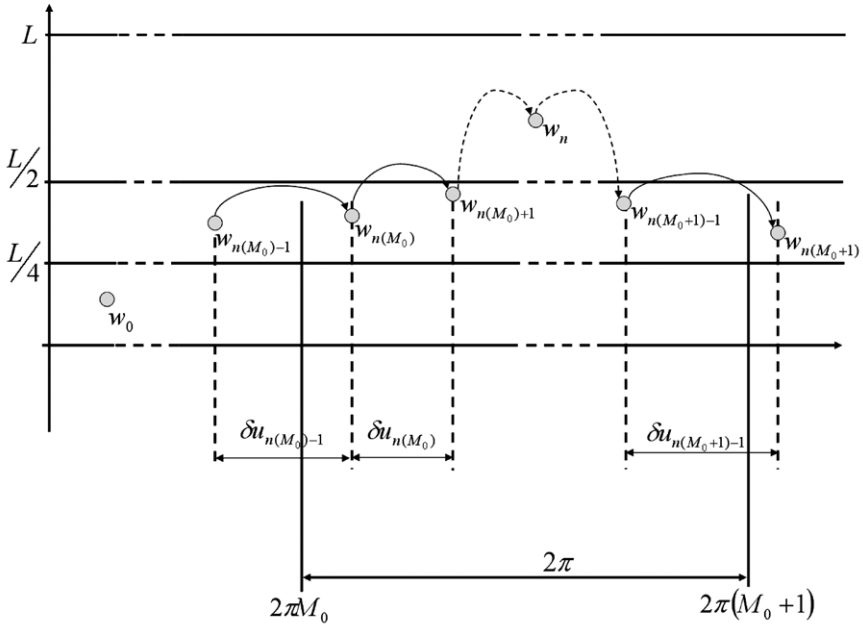 L
L/2
w_n
w_{n(M_0)-1}
w_{n(M_0)}
w_{n(M_0)+1}
w_{n(M_0+1)-1}
w_{n(M_0+1)}
L/4
w_0
δu_{n(M_0)-1}
δu_{n(M_0)}
δu_{n(M_0+1)-1}
2π
2πM_0
2π(M_0+1)